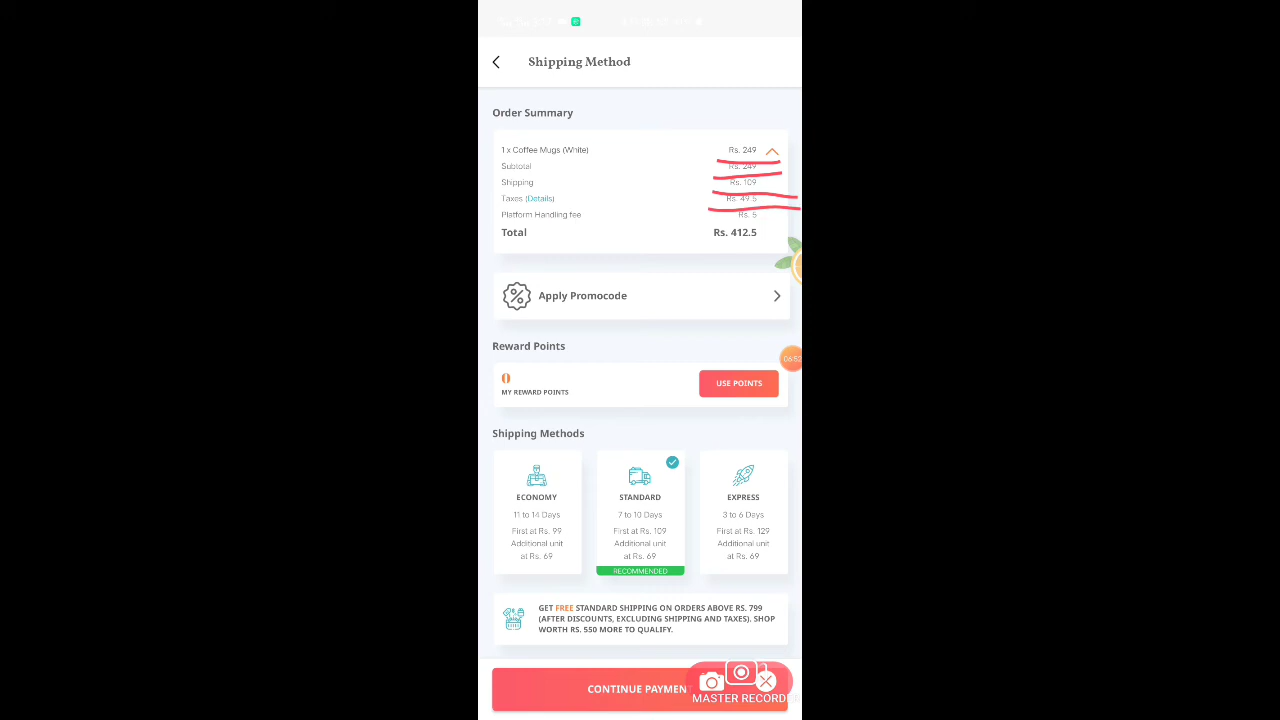 Shipping Method
Order Summary
1 x Coffee Mugs (White) Rs. 249
Subtotal Rs. 249
Shipping Rs. 109
Taxes (Details) Rs. 49.5
Platform Handling fee Rs. 5
Total Rs. 412.5
Apply Promocode
Reward Points
0
MY REWARD POINTS
USE POINTS
Shipping Methods
ECONOMY
11 to 14 Days
First at Rs. 99
Additional unit
at Rs. 69
STANDARD
7 to 10 Days
First at Rs. 109
Additional unit
at Rs. 69
RECOMMENDED
EXPRESS
3 to 6 Days
First at Rs. 129
Additional unit
at Rs. 69
GET FREE STANDARD SHIPPING ON ORDERS ABOVE RS. 799
(AFTER DISCOUNTS, EXCLUDING SHIPPING AND TAXES). SHOP
WORTH RS. 550 MORE TO QUALIFY.
CONTINUE PAYMEN
MASTER RECORDER